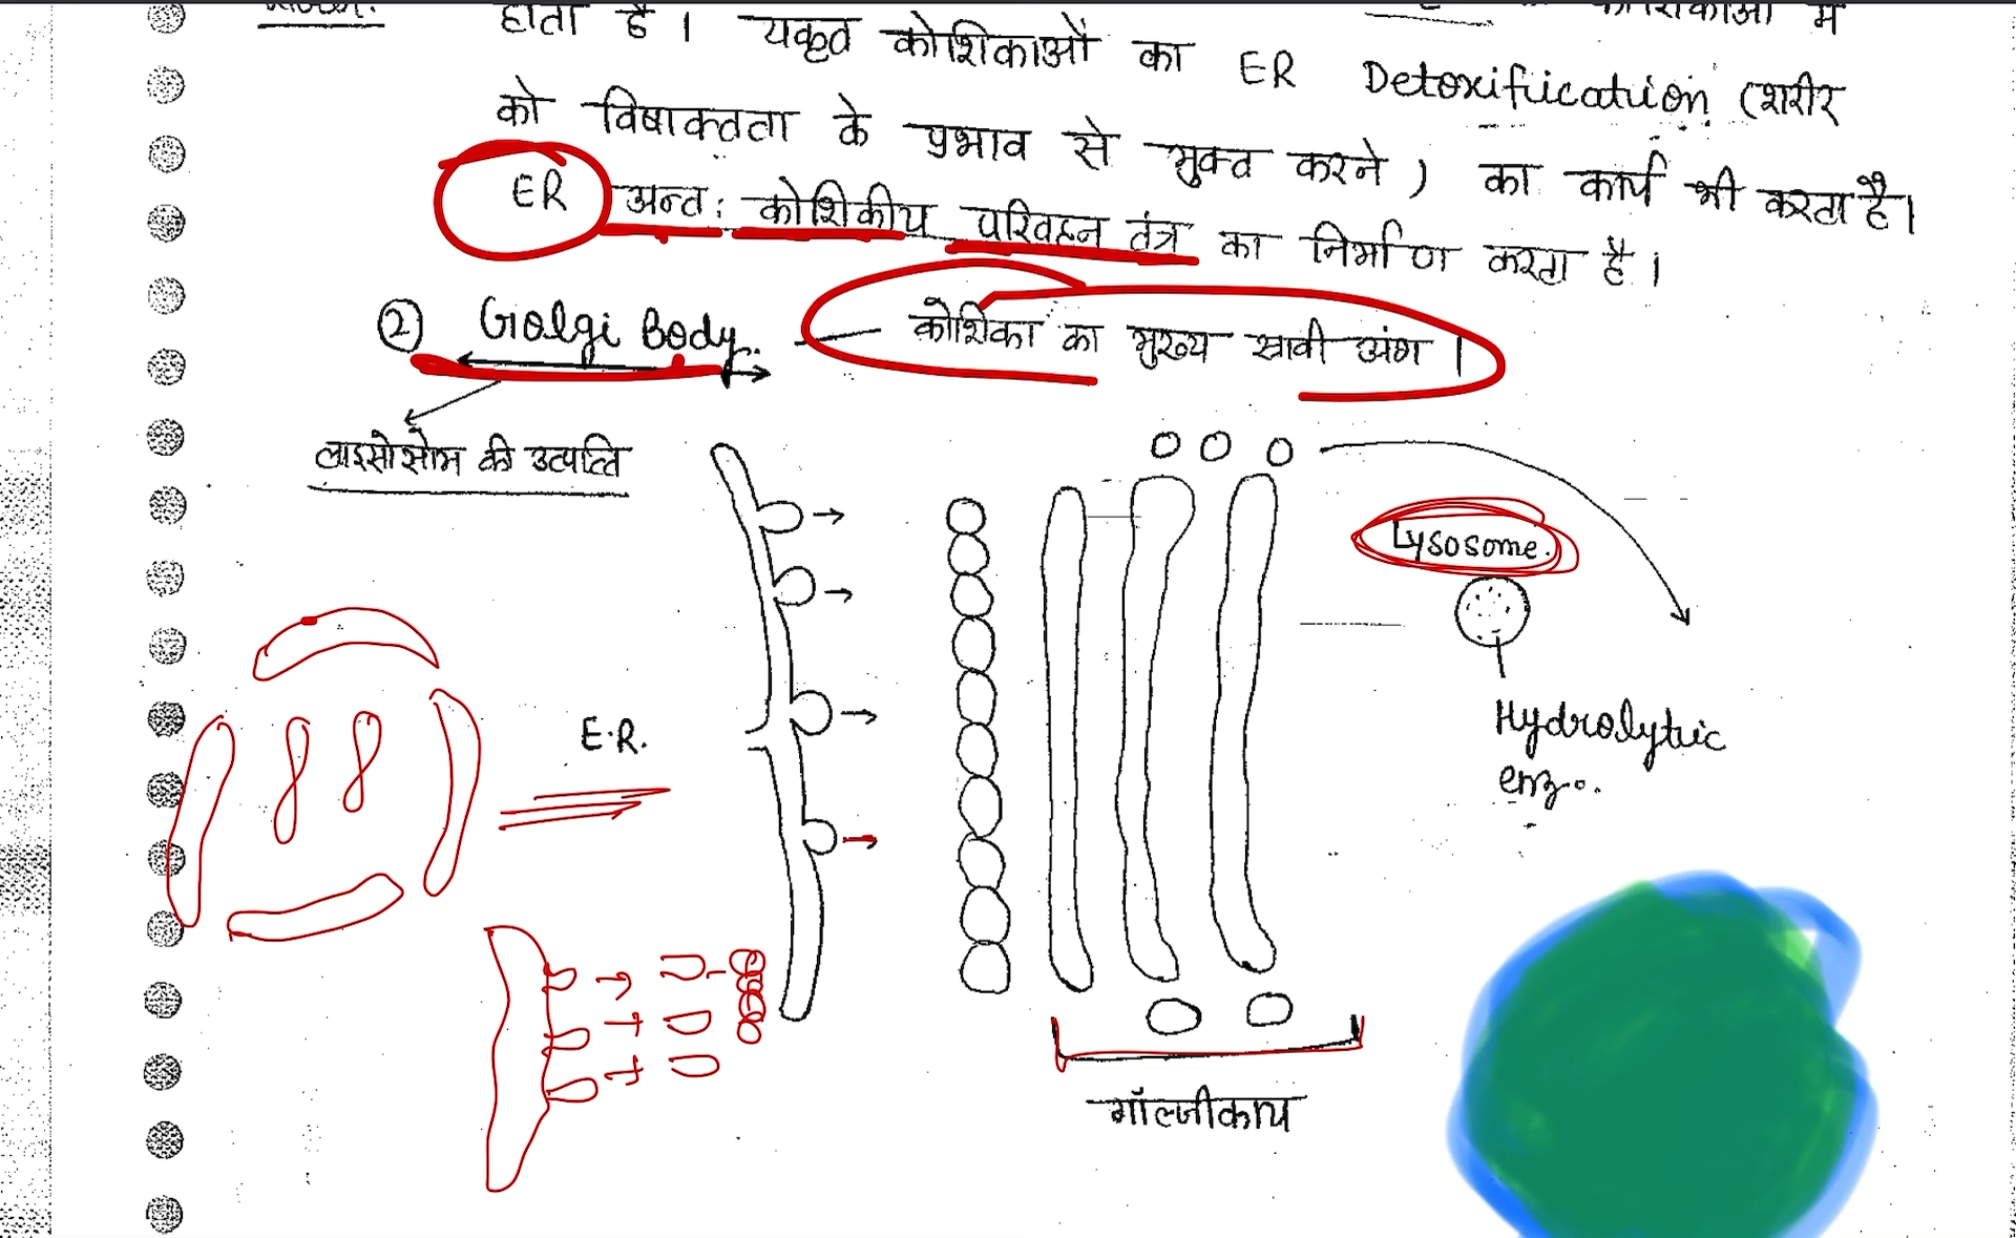 होता है। यकृत कोशिकाओं का ER Detoxification (शरीर
को विषाक्तता के प्रभाव से मुक्त करने) का कार्य भी करता है।
ER अन्त: कोशिकीय परिवहन तंत्र का निर्माण करता है।
② Golgi Body — कोशिका का मुख्य स्रावी अंग।
लाइसोसोम की उत्पत्ति
Lysosome.
E.R.
Hydrolytic
enz..
गॉल्जीकाय